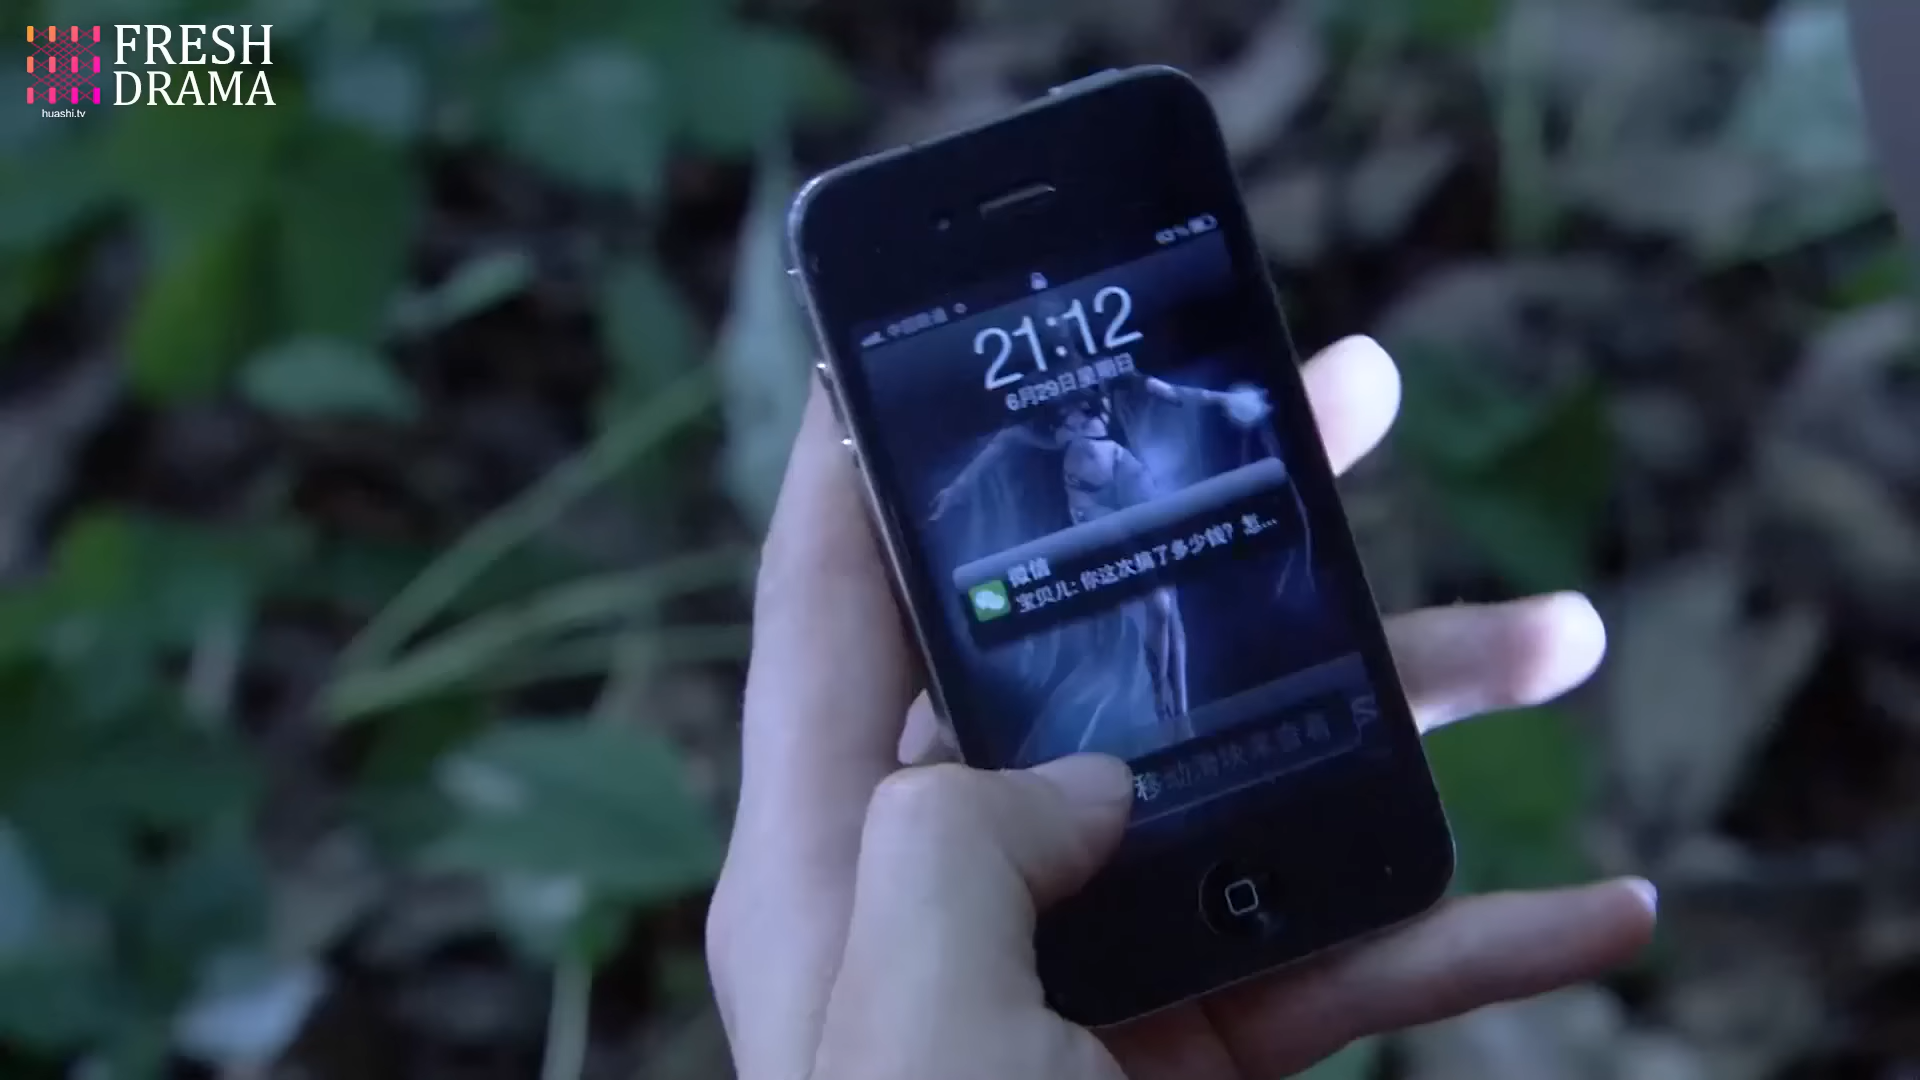 FRESH
DRAMA
huashi.tv
63%
21:12
6月29日星期日
微信
宝贝儿: 你这次搞了多少钱? 怎...
移动滑块来查看